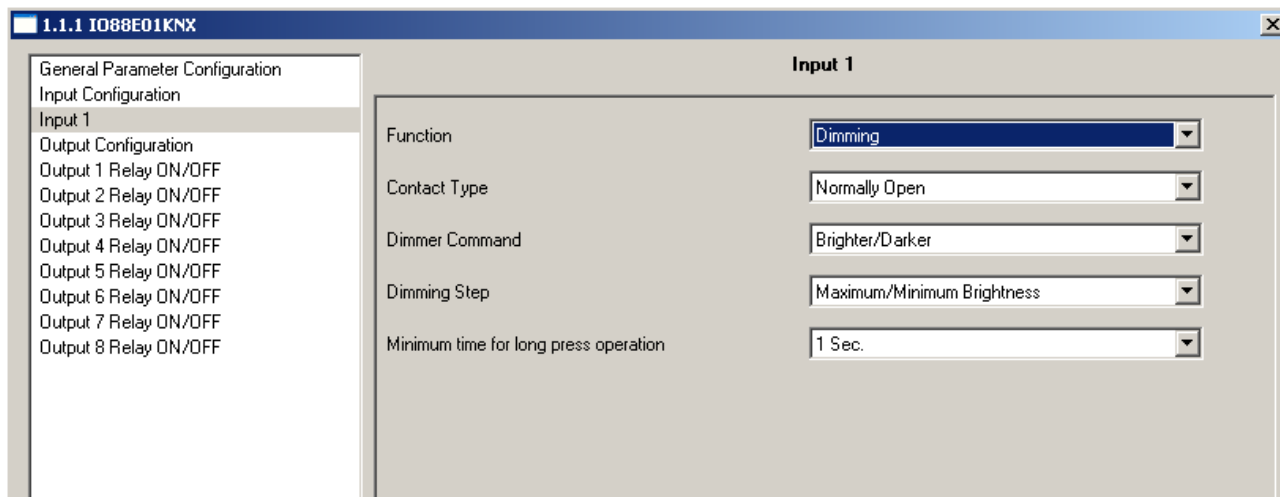 1.1.1 IO88E01KNX
General Parameter Configuration
Input Configuration
Input 1
Output Configuration
Output 1 Relay ON/OFF
Output 2 Relay ON/OFF
Output 3 Relay ON/OFF
Output 4 Relay ON/OFF
Output 5 Relay ON/OFF
Output 6 Relay ON/OFF
Output 7 Relay ON/OFF
Output 8 Relay ON/OFF
Input 1
Function Dimming
Contact Type Normally Open
Dimmer Command Brighter/Darker
Dimming Step Maximum/Minimum Brightness
Minimum time for long press operation 1 Sec.